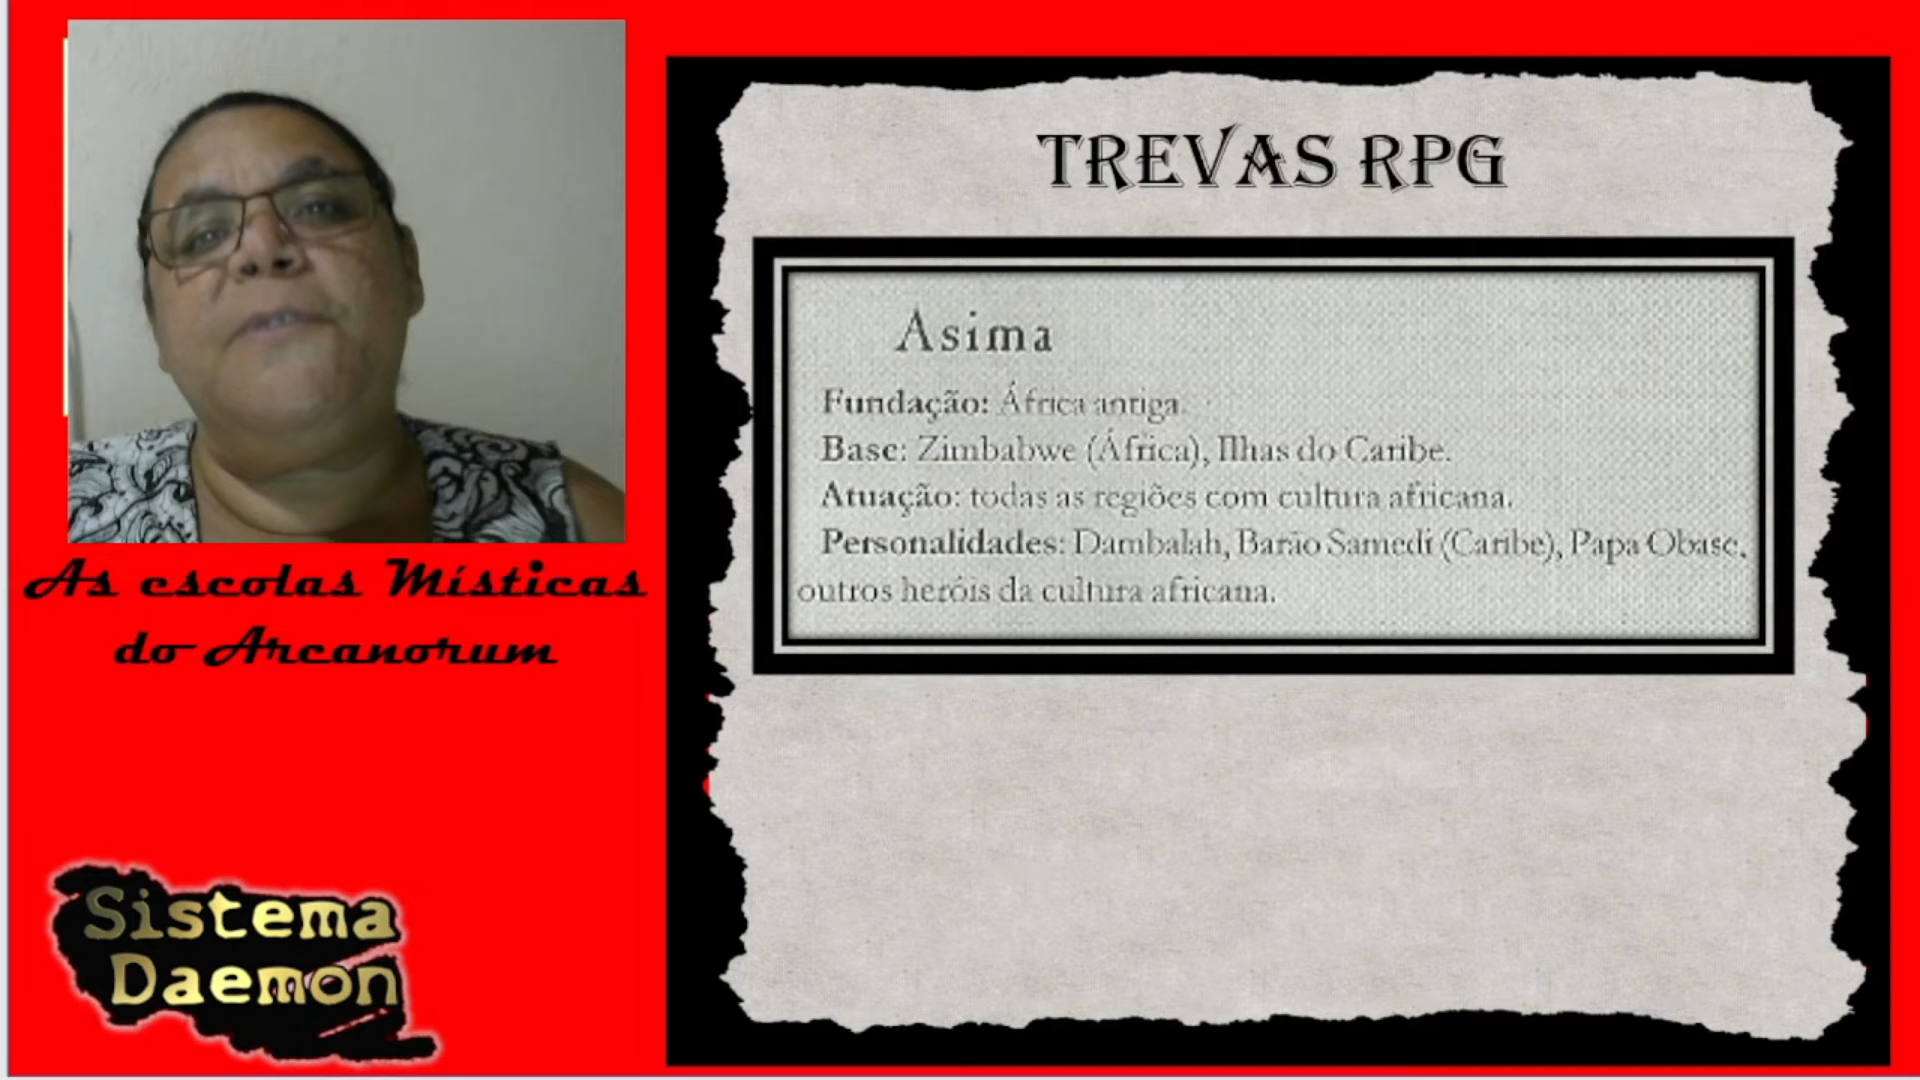 As escolas Místicas
do Arcanorum
Sistema
Daemon
TREVAS RPG
Asima
Fundação: África antiga.
Base: Zimbabwe (África), Ilhas do Caribe.
Atuação: todas as regiões com cultura africana.
Personalidades: Dambalah, Barão Samedi (Caribe), Papa Obase,
outros heróis da cultura africana.